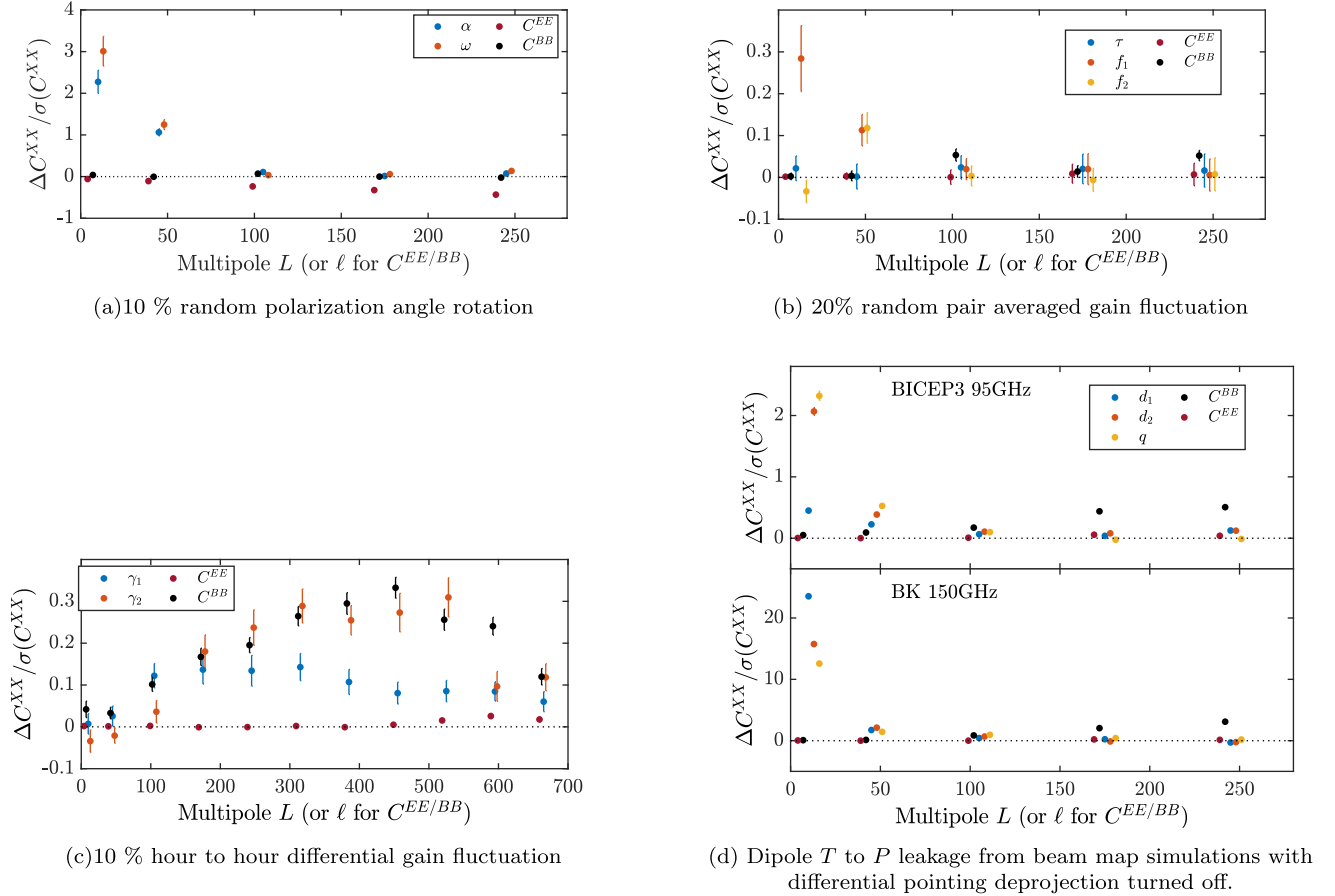 4
3
2
1
0
-1
ΔC^{XX}/σ(C^{XX})
α C^{EE}
ω C^{BB}
0 50 100 150 200 250
Multipole L (or ℓ for C^{EE/BB})
(a)10 % random polarization angle rotation
0.3
0.2
0.1
0
-0.1
ΔC^{XX}/σ(C^{XX})
τ C^{EE}
f_1 C^{BB}
f_2
0 50 100 150 200 250
Multipole L (or ℓ for C^{EE/BB})
(b) 20% random pair averaged gain fluctuation
0.3
0.2
0.1
0
-0.1
ΔC^{XX}/σ(C^{XX})
γ_1 C^{EE}
γ_2 C^{BB}
0 100 200 300 400 500 600 700
Multipole L (or ℓ for C^{EE/BB})
(c)10 % hour to hour differential gain fluctuation
BICEP3 95GHz
2
1
0
ΔC^{XX}/σ(C^{XX})
d_1 C^{BB}
d_2 C^{EE}
q
BK 150GHz
20
10
0
ΔC^{XX}/σ(C^{XX})
0 50 100 150 200 250
Multipole L (or ℓ for C^{EE/BB})
(d) Dipole T to P leakage from beam map simulations with
differential pointing deprojection turned off.